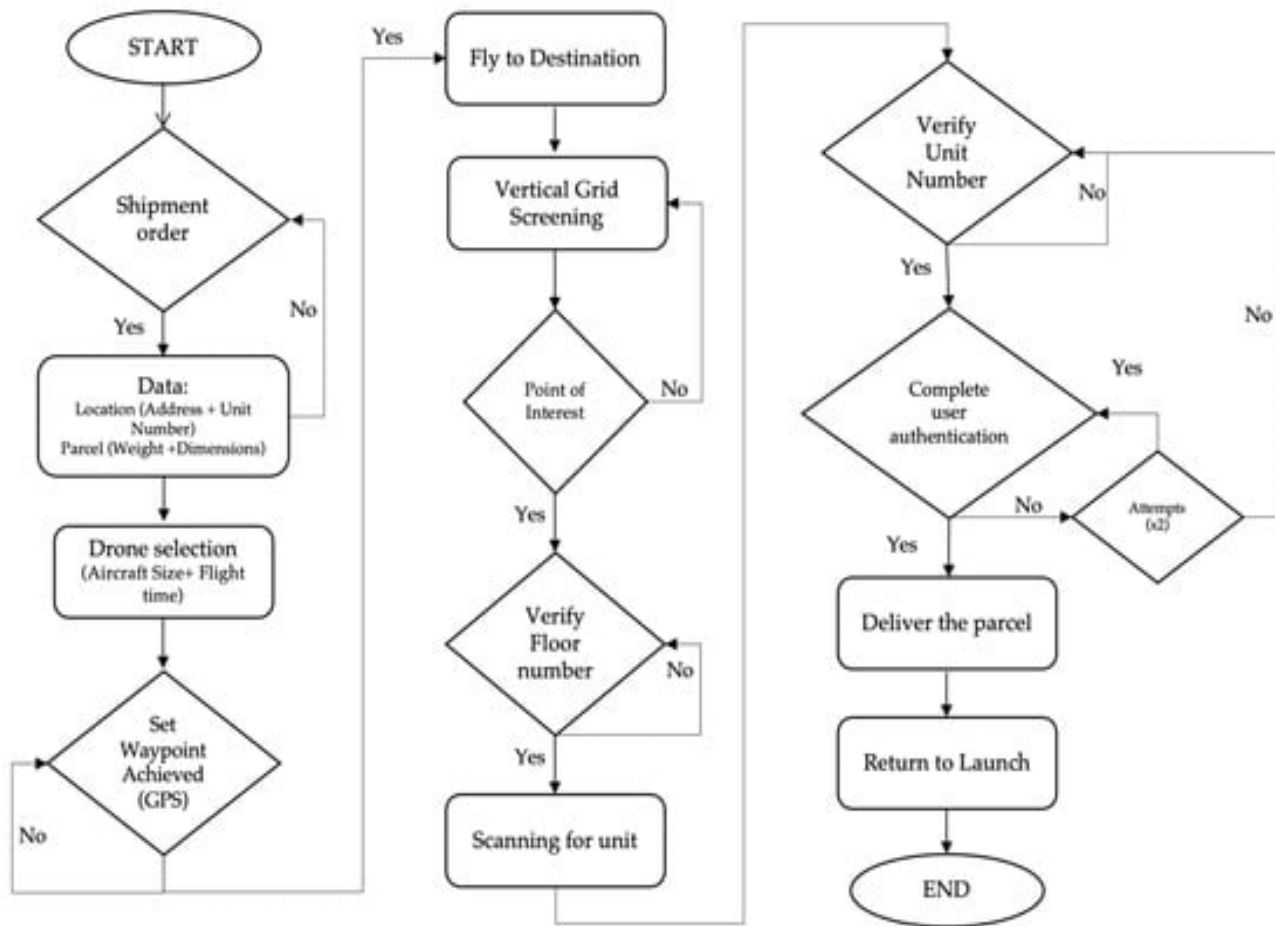 START
Shipment
order
No
Yes
Data:
Location (Address + Unit
Number)
Parcel (Weight +Dimensions)
Drone selection
(Aircraft Size+ Flight
time)
Set
Waypoint
Achieved
(GPS)
No
Yes
Fly to Destination
Vertical Grid
Screening
Point of
Interest
No
Yes
Verify
Floor
number
No
Yes
Scanning for unit
Verify
Unit
Number
No
Yes
No
Complete
user
authentication
Yes
No
Attempts
(x2)
Yes
Deliver the parcel
Return to Launch
END